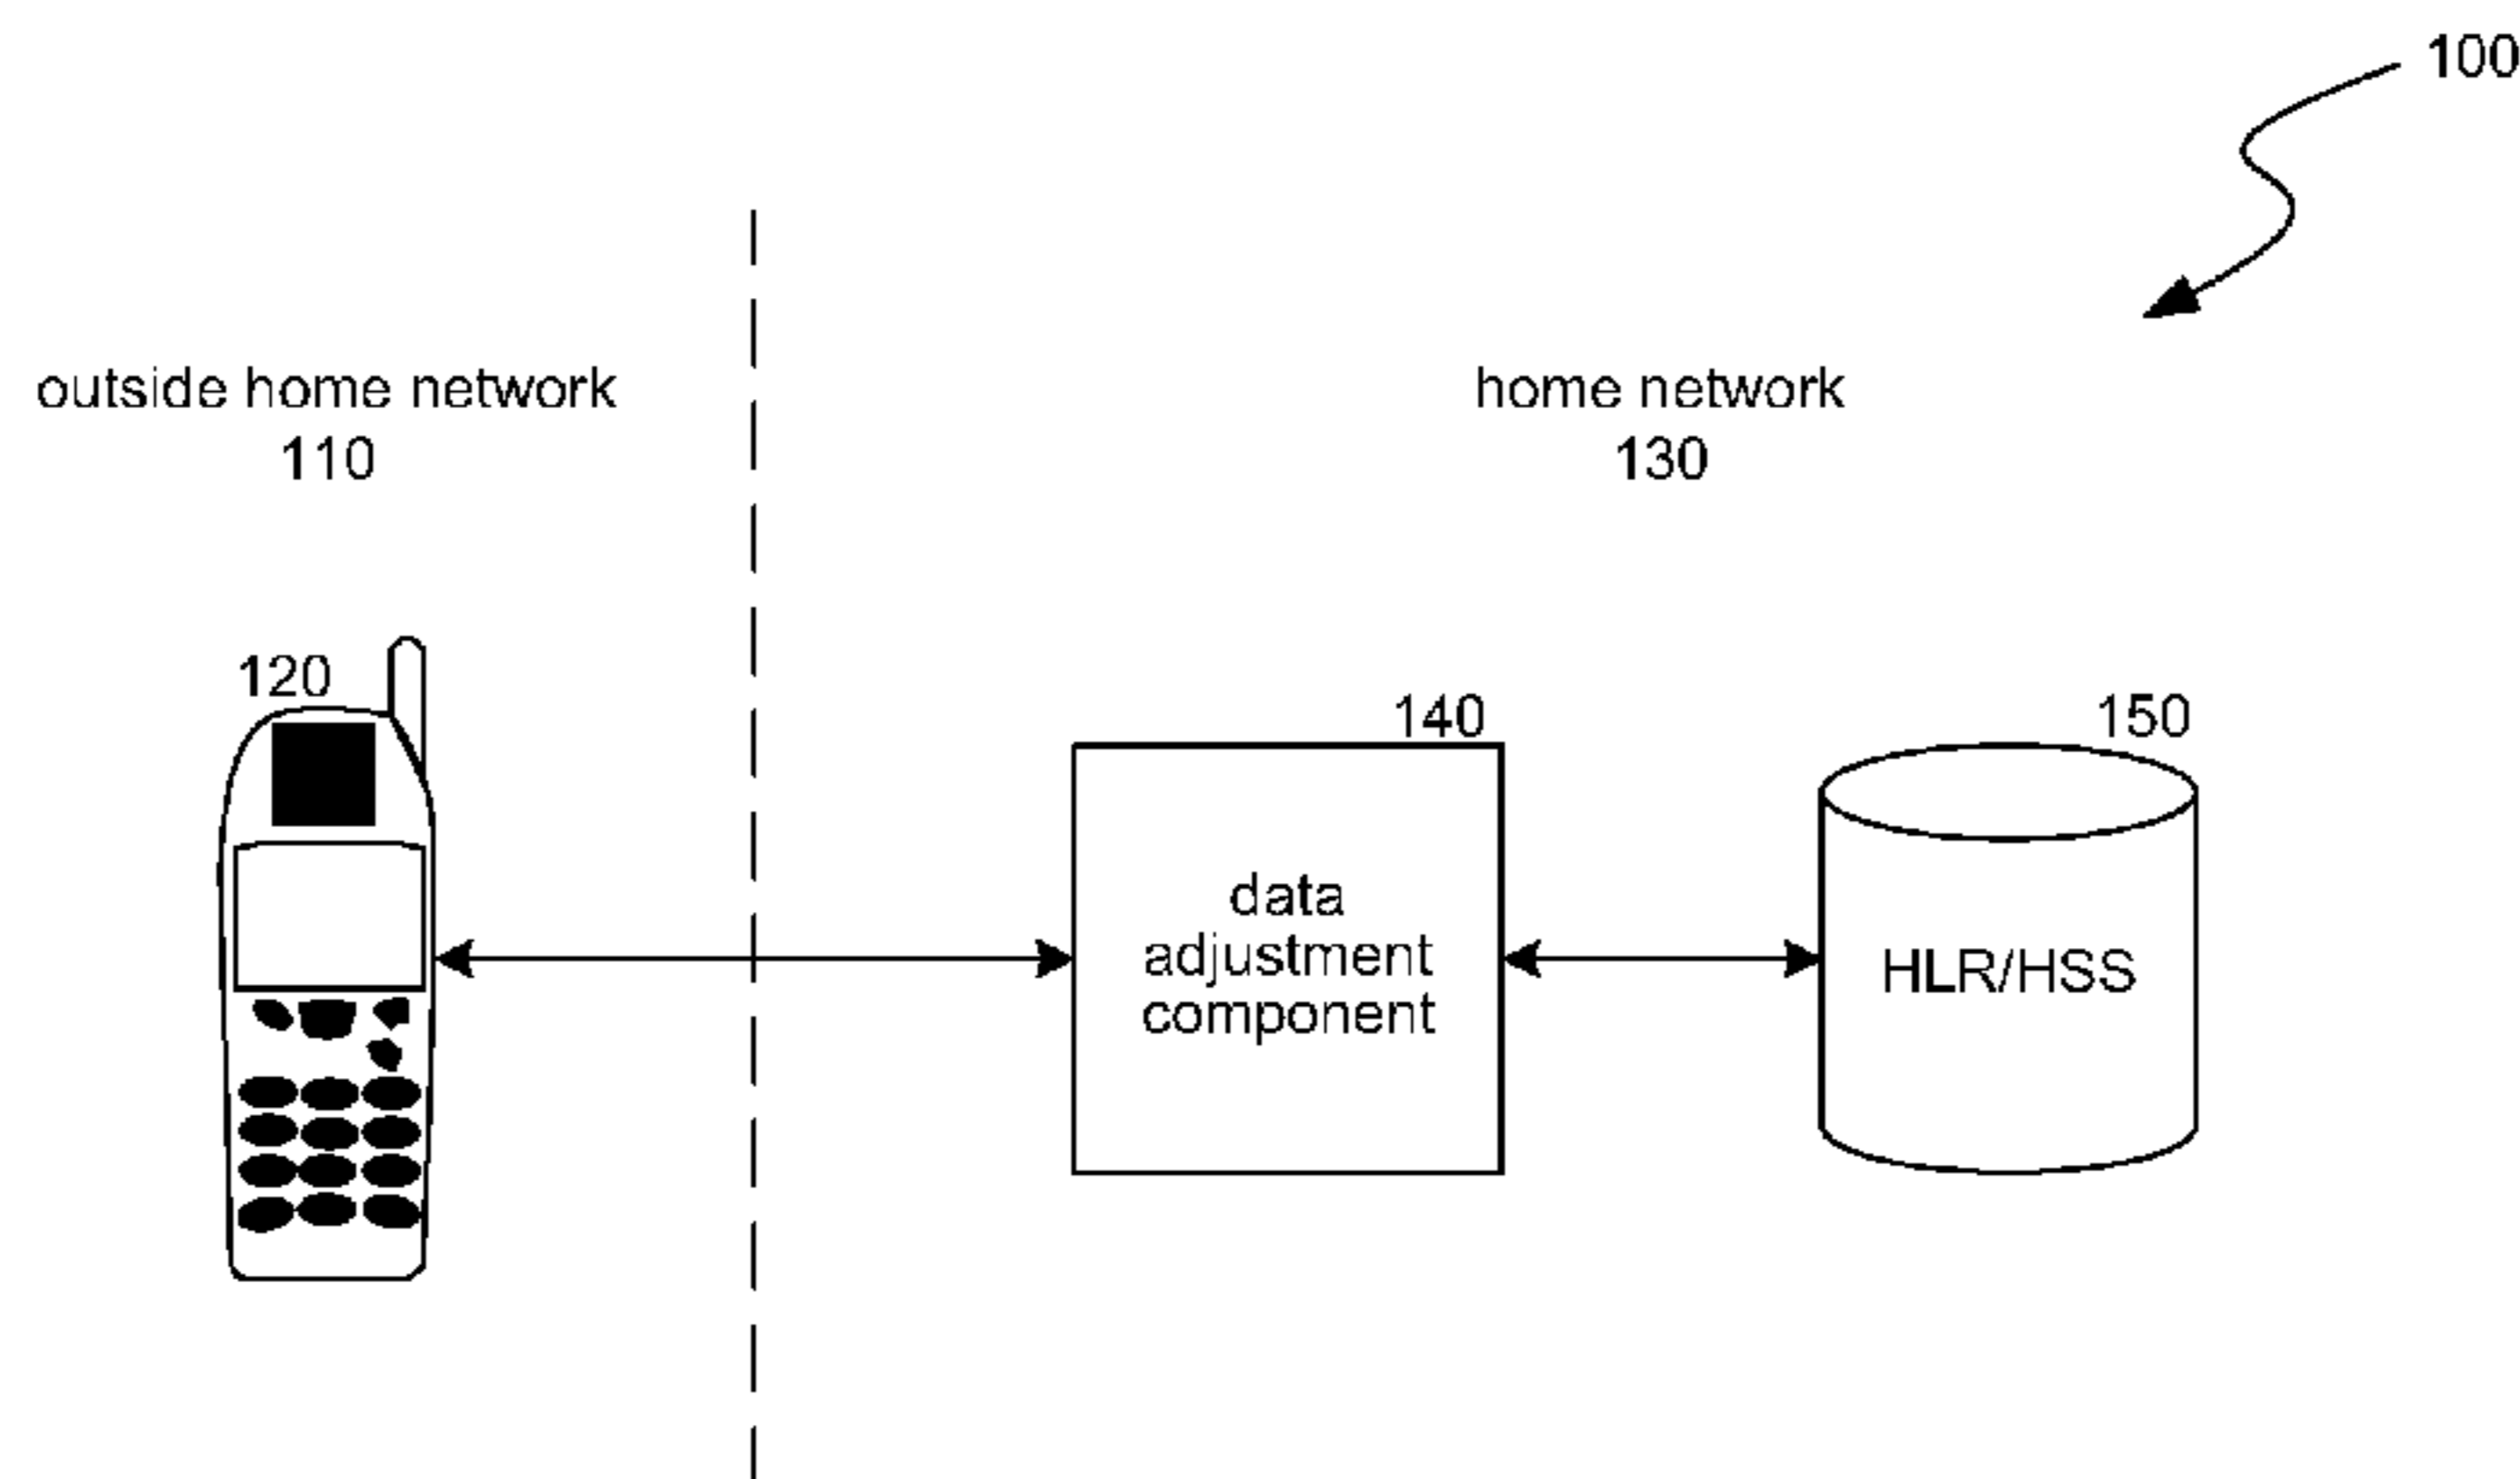 100
outside home network
110
home network
130
120
140
150
data
adjustment
component
HLR/HSS